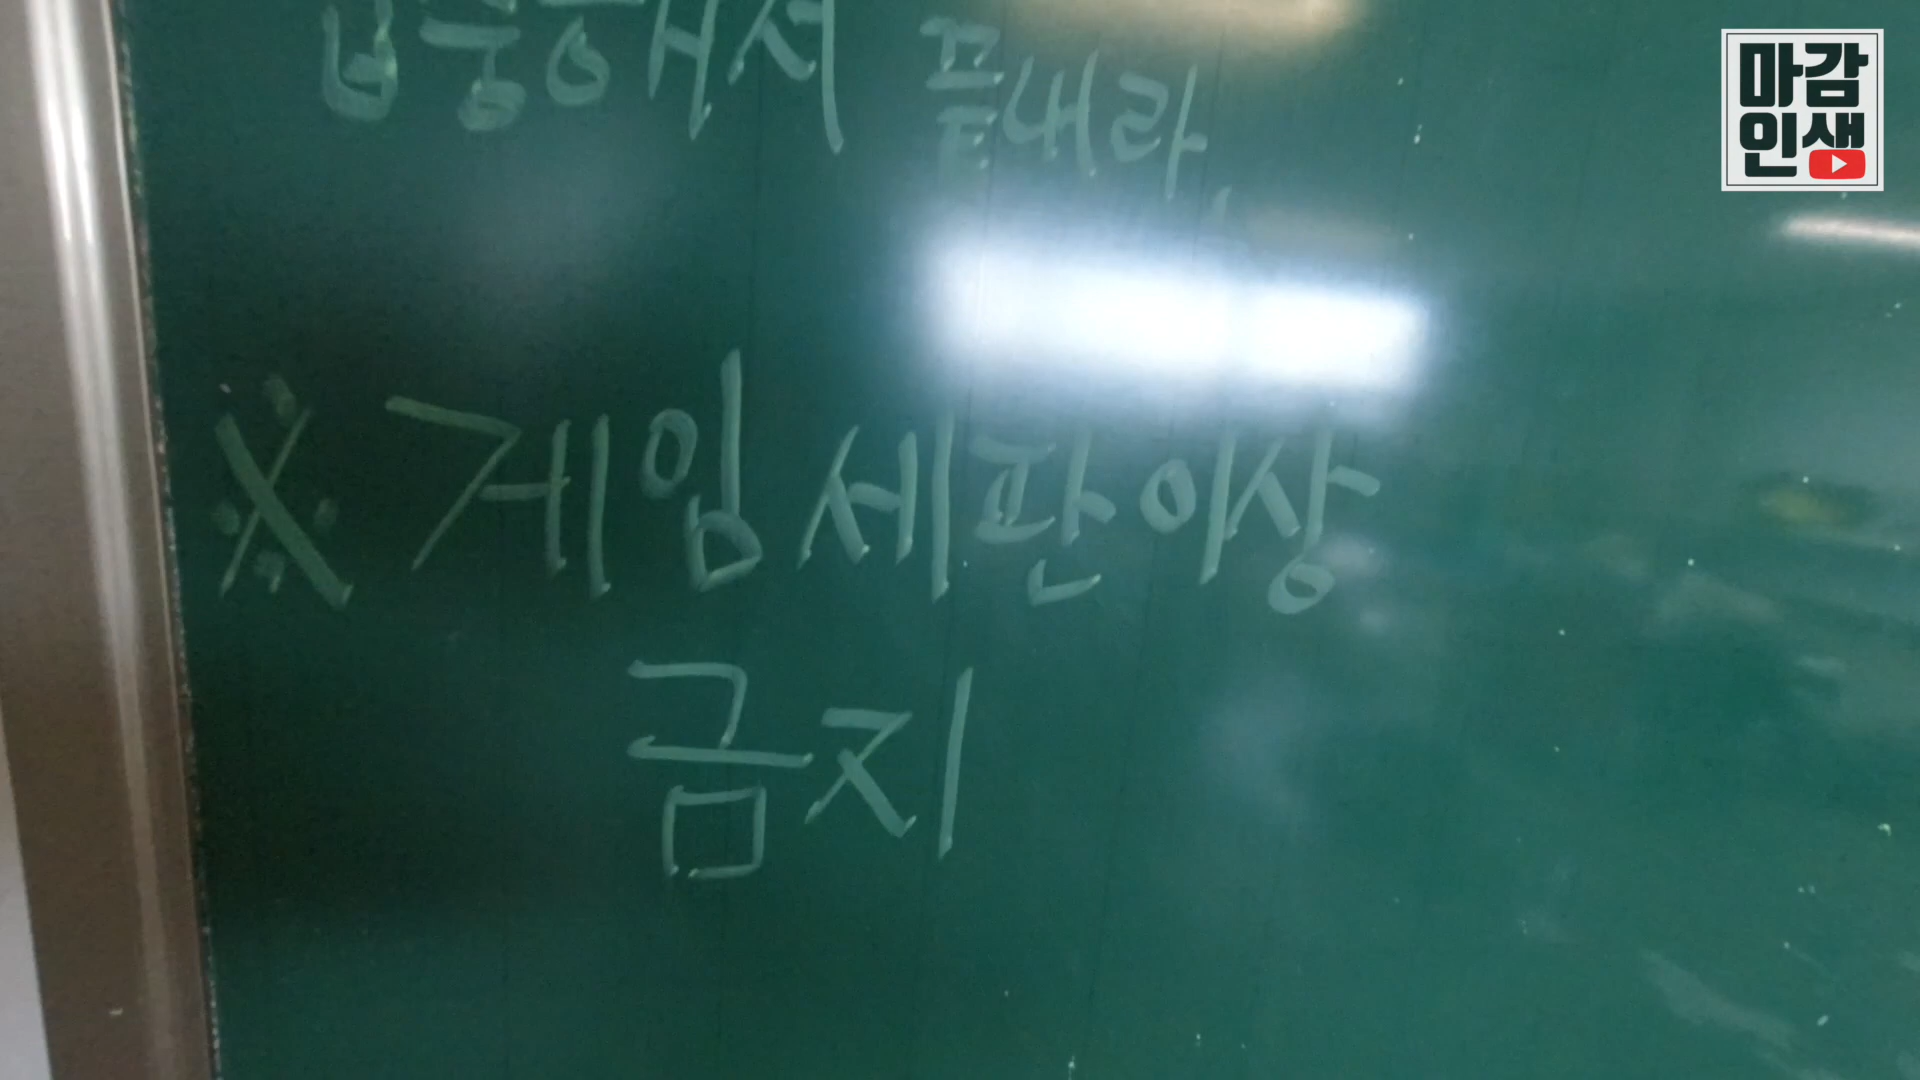 끝내라.
※게임 세판이상
금지
마감
인생